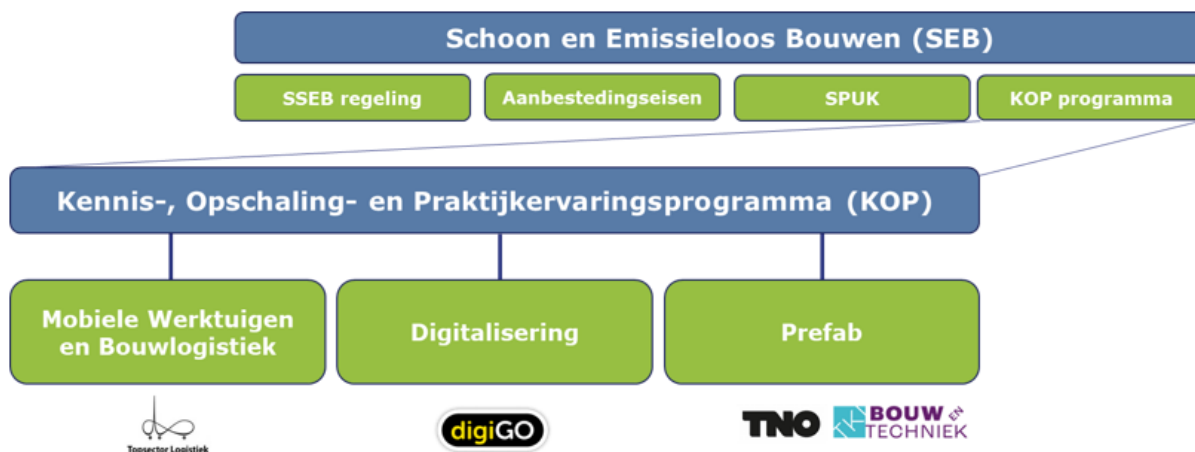 Schoon en Emissieloos Bouwen (SEB)
SSEB regeling
Aanbestedingseisen
SPUK
KOP programma
Kennis-, Opschaling- en Praktijkervaringsprogramma (KOP)
Mobiele Werktuigen
en Bouwlogistiek
Digitalisering
Prefab
Topsector Logistiek
digiGO
TNO
BOUW EN
TECHNIEK